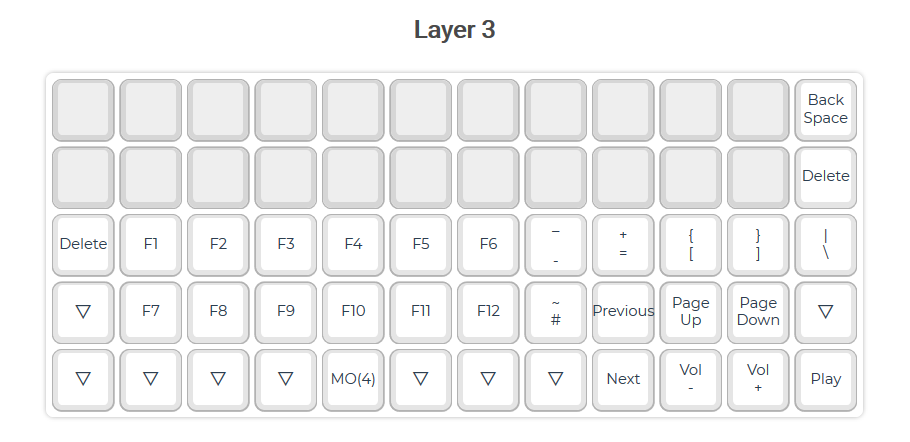 Layer 3
Back
Space
Delete
Delete F1 F2 F3 F4 F5 F6 _ + { } |
- = [ ] \
▽ F7 F8 F9 F10 F11 F12 ~ Previous Page Page ▽
# Up Down
▽ ▽ ▽ ▽ MO(4) ▽ ▽ ▽ Next Vol Vol Play
- +